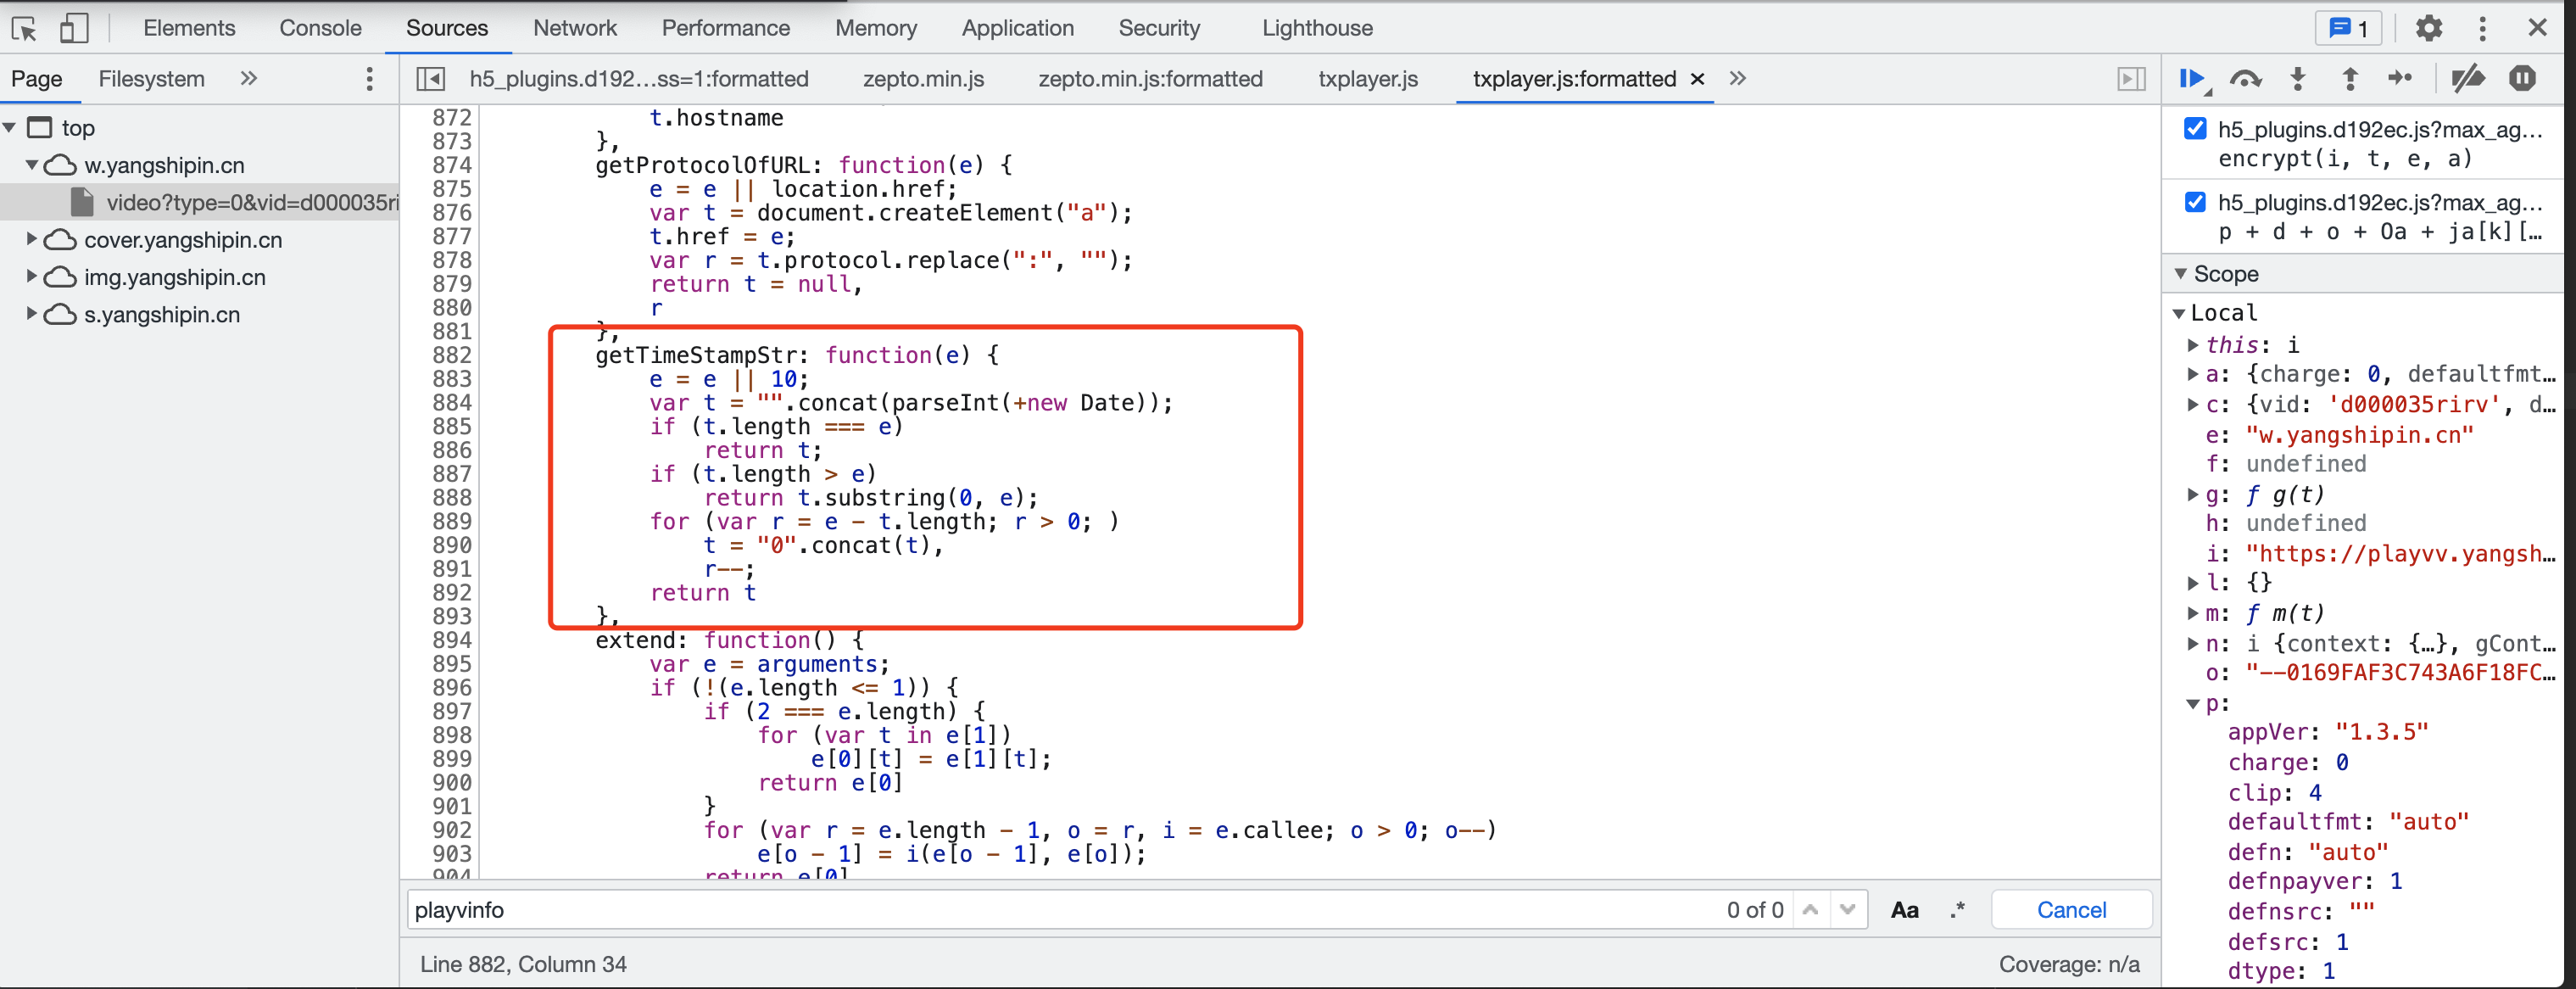 Elements Console Sources Network Performance Memory Application Security Lighthouse 1
Page Filesystem
h5_plugins.d192…ss=1:formatted zepto.min.js zepto.min.js:formatted txplayer.js txplayer.js:formatted
top
w.yangshipin.cn
video?type=0&vid=d000035ri
cover.yangshipin.cn
img.yangshipin.cn
s.yangshipin.cn
872 t.hostname
873 },
874 getProtocolOfURL: function(e) {
875 e = e || location.href;
876 var t = document.createElement("a");
877 t.href = e;
878 var r = t.protocol.replace(":", "");
879 return t = null,
880 r
881 },
882 getTimeStampStr: function(e) {
883 e = e || 10;
884 var t = "".concat(parseInt(+new Date));
885 if (t.length === e)
886 return t;
887 if (t.length > e)
888 return t.substring(0, e);
889 for (var r = e - t.length; r > 0; )
890 t = "0".concat(t),
891 r--;
892 return t
893 },
894 extend: function() {
895 var e = arguments;
896 if (!(e.length <= 1)) {
897 if (2 === e.length) {
898 for (var t in e[1])
899 e[0][t] = e[1][t];
900 return e[0]
901 }
902 for (var r = e.length - 1, o = r, i = e.callee; o > 0; o--)
903 e[o - 1] = i(e[o - 1], e[o]);
904 return e[0]
playvinfo 0 of 0 Aa .* Cancel
Line 882, Column 34 Coverage: n/a
h5_plugins.d192ec.js?max_ag…
encrypt(i, t, e, a)
h5_plugins.d192ec.js?max_ag…
p + d + o + Oa + ja[k][…
Scope
Local
this: i
a: {charge: 0, defaultfmt…
c: {vid: 'd000035rirv', d…
e: "w.yangshipin.cn"
f: undefined
g: ƒ g(t)
h: undefined
i: "https://playvv.yangsh…
l: {}
m: ƒ m(t)
n: i {context: {…}, gCont…
o: "--0169FAF3C743A6F18FC…
p:
appVer: "1.3.5"
charge: 0
clip: 4
defaultfmt: "auto"
defn: "auto"
defnpayver: 1
defnsrc: ""
defsrc: 1
dtype: 1